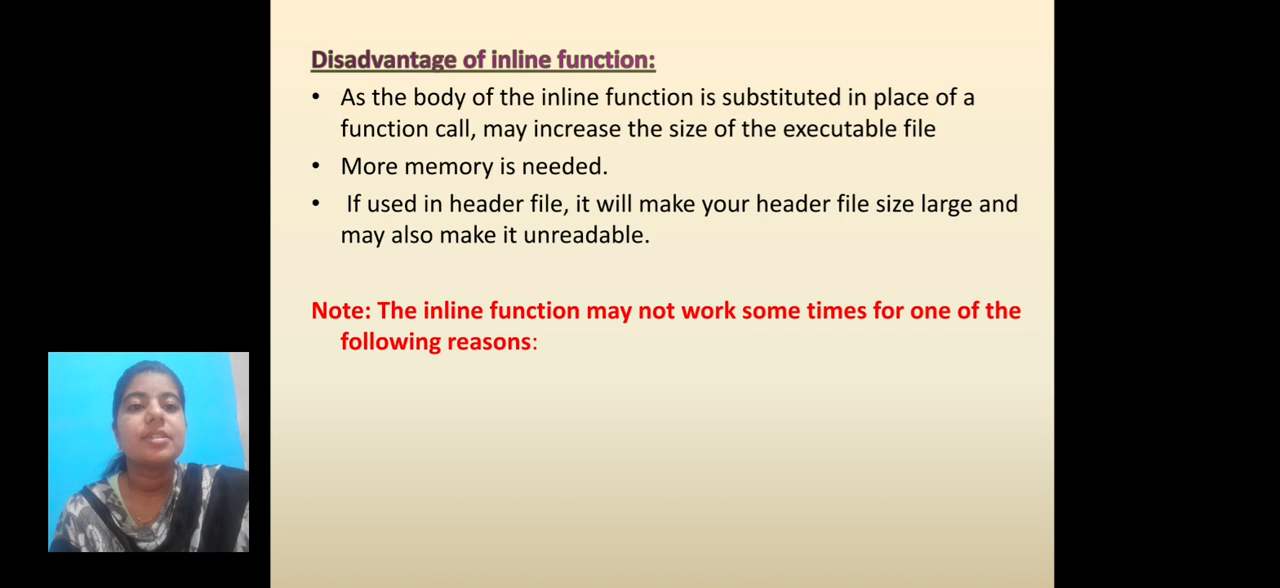 Disadvantage of inline function:
• As the body of the inline function is substituted in place of a
function call, may increase the size of the executable file
• More memory is needed.
• If used in header file, it will make your header file size large and
may also make it unreadable.
Note: The inline function may not work some times for one of the
following reasons: